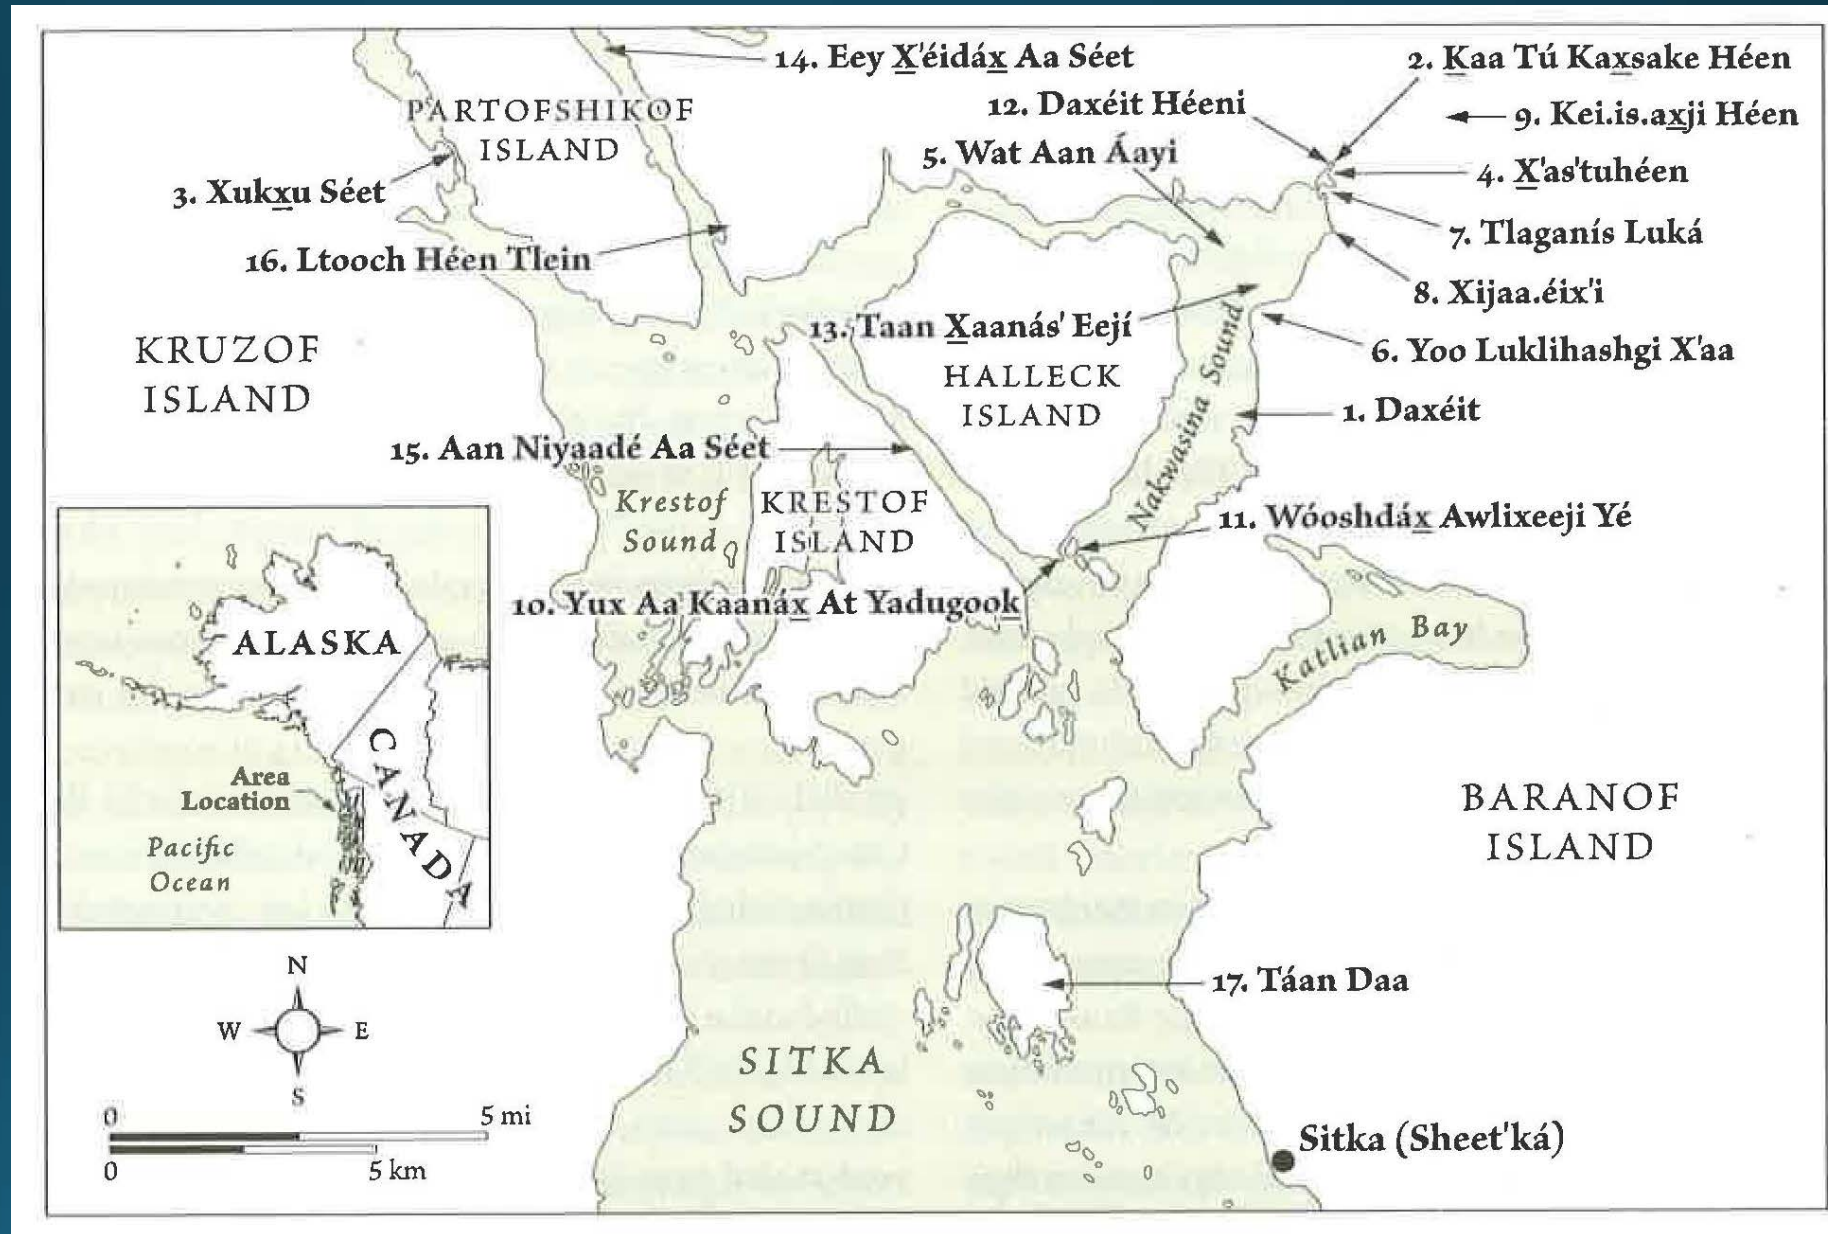 14. Eey X̲'éidáx̲ Aa Séet
2. K̲aa Tú Kax̲sake Héen
12. Daxéit Héeni
9. Kei.is.ax̲ji Héen
PARTOFSHIKOF
ISLAND
5. Wat Aan Áayi
4. X̲'as'tuhéen
3. Xukx̲u Séet
7. Tlaganís Luká
16. Ltooch Héen Tlein
8. Xijaa.éix'i
13. Taan X̲aanás' Eejí
6. Yoo Luklihashgi X'aa
KRUZOF
ISLAND
HALLECK
ISLAND
Nakwasina Sound
1. Daxéit
15. Aan Niyaadé Aa Séet
Krestof
Sound
KRESTOF
ISLAND
11. Wóoshdáx̲ Awlixeeji Yé
10. Yux Aa Kaanáx̲ At Yadugook̲
Katlian Bay
ALASKA
CANADA
Area
Location
Pacific
Ocean
BARANOF
ISLAND
17. Táan Daa
N
W E
S
SITKA
SOUND
0 5 mi
0 5 km
Sitka (Sheet'ká)